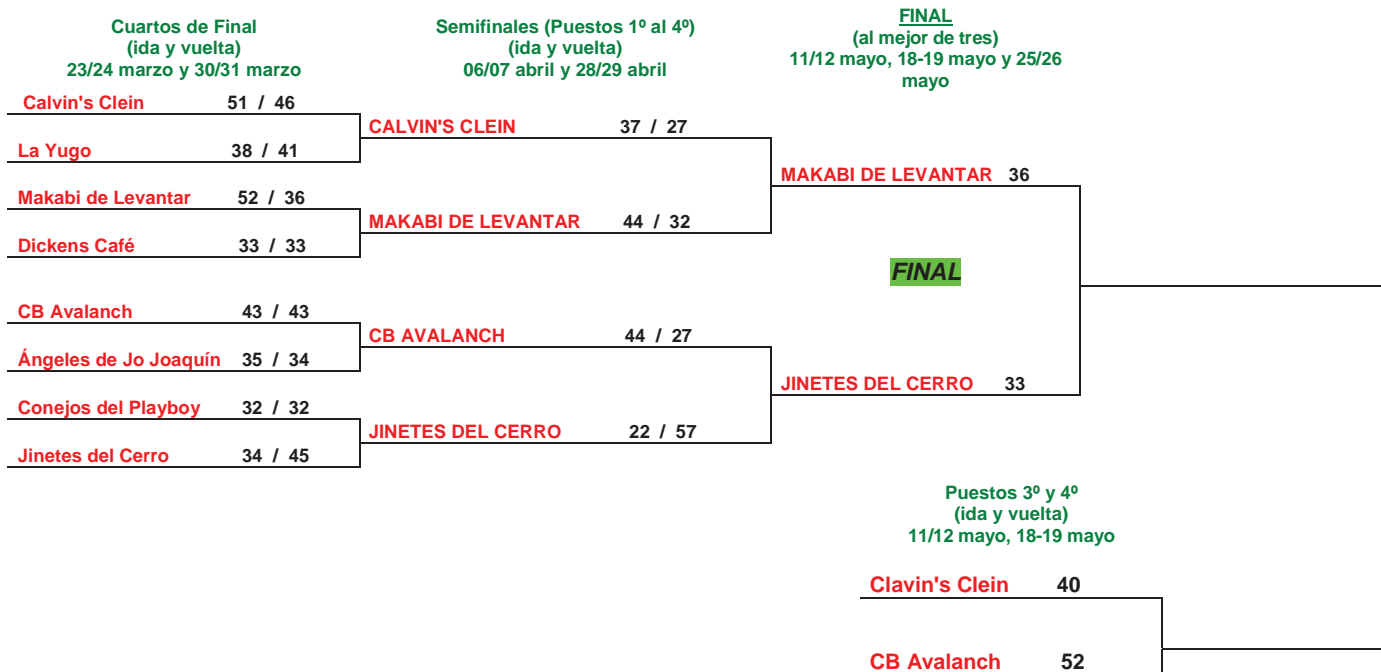 Cuartos de Final
(ida y vuelta)
23/24 marzo y 30/31 marzo
Semifinales (Puestos 1º al 4º)
(ida y vuelta)
06/07 abril y 28/29 abril
FINAL
(al mejor de tres)
11/12 mayo, 18-19 mayo y 25/26
mayo
Calvin's Clein 51 / 46
La Yugo 38 / 41
Makabi de Levantar 52 / 36
Dickens Café 33 / 33
CB Avalanch 43 / 43
Ángeles de Jo Joaquín 35 / 34
Conejos del Playboy 32 / 32
Jinetes del Cerro 34 / 45
CALVIN'S CLEIN 37 / 27
MAKABI DE LEVANTAR 44 / 32
CB AVALANCH 44 / 27
JINETES DEL CERRO 22 / 57
MAKABI DE LEVANTAR 36
FINAL
JINETES DEL CERRO 33
Puestos 3º y 4º
(ida y vuelta)
11/12 mayo, 18-19 mayo
Clavin's Clein 40
CB Avalanch 52